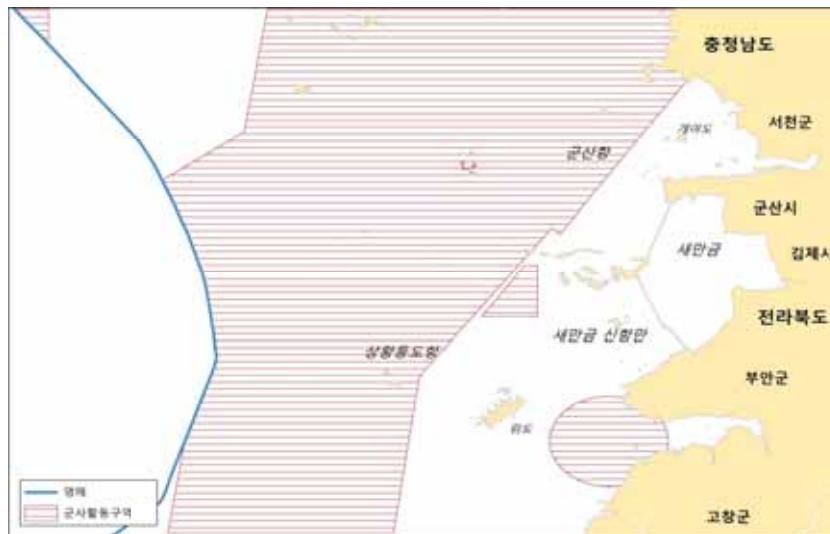 충청남도
개야도
서천군
군산항
군산시
새만금
김제시
전라북도
새만금 신항만
상왕등도항
부안군
위도
영해
군사활동구역
고창군